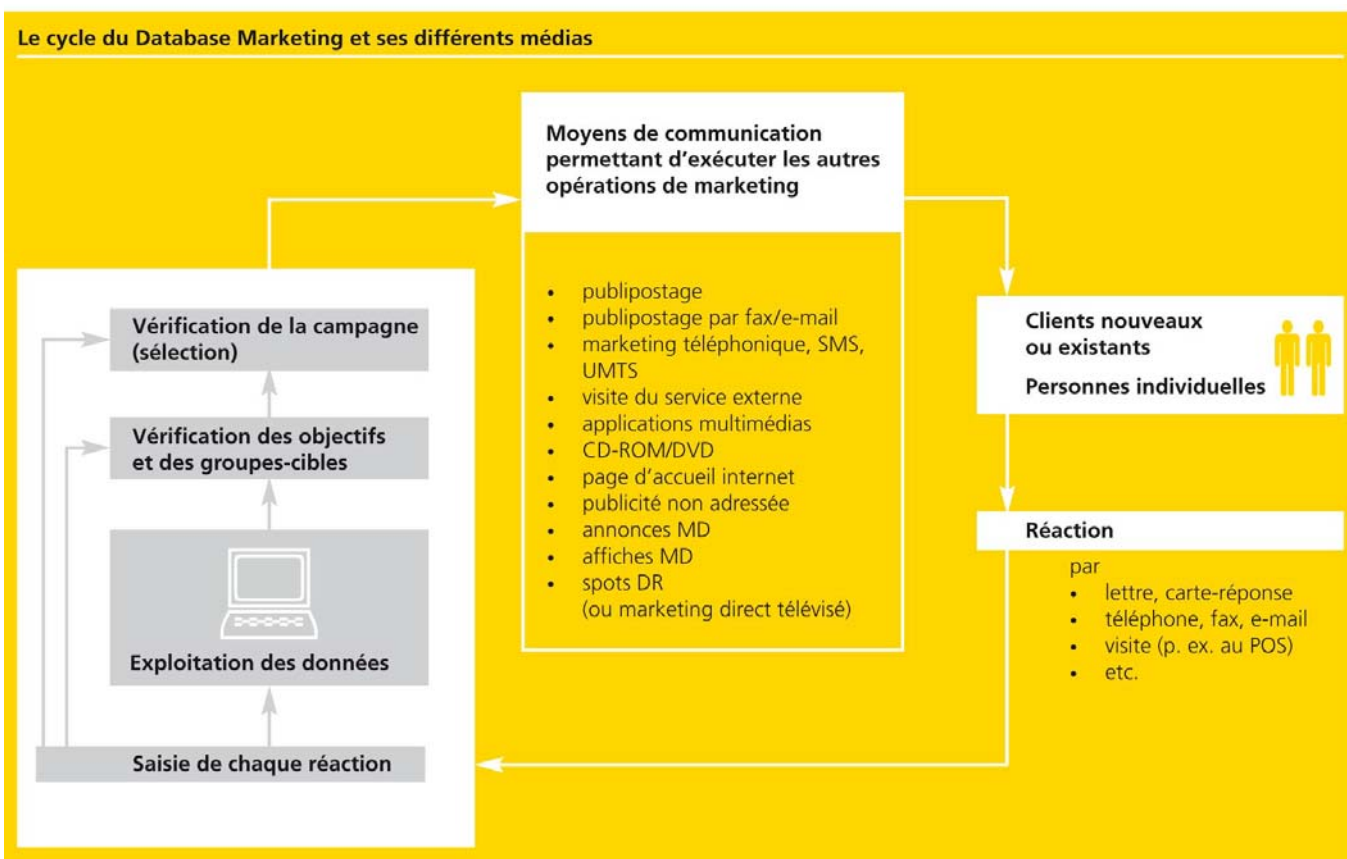 Le cycle du Database Marketing et ses différents médias
Moyens de communication
permettant d'exécuter les autres
opérations de marketing
• publipostage
• publipostage par fax/e-mail
• marketing téléphonique, SMS,
UMTS
• visite du service externe
• applications multimédias
• CD-ROM/DVD
• page d'accueil internet
• publicité non adressée
• annonces MD
• affiches MD
• spots DR
(ou marketing direct télévisé)
Vérification de la campagne
(sélection)
Vérification des objectifs
et des groupes-cibles
Exploitation des données
Saisie de chaque réaction
Clients nouveaux
ou existants
Personnes individuelles
Réaction
par
• lettre, carte-réponse
• téléphone, fax, e-mail
• visite (p. ex. au POS)
• etc.